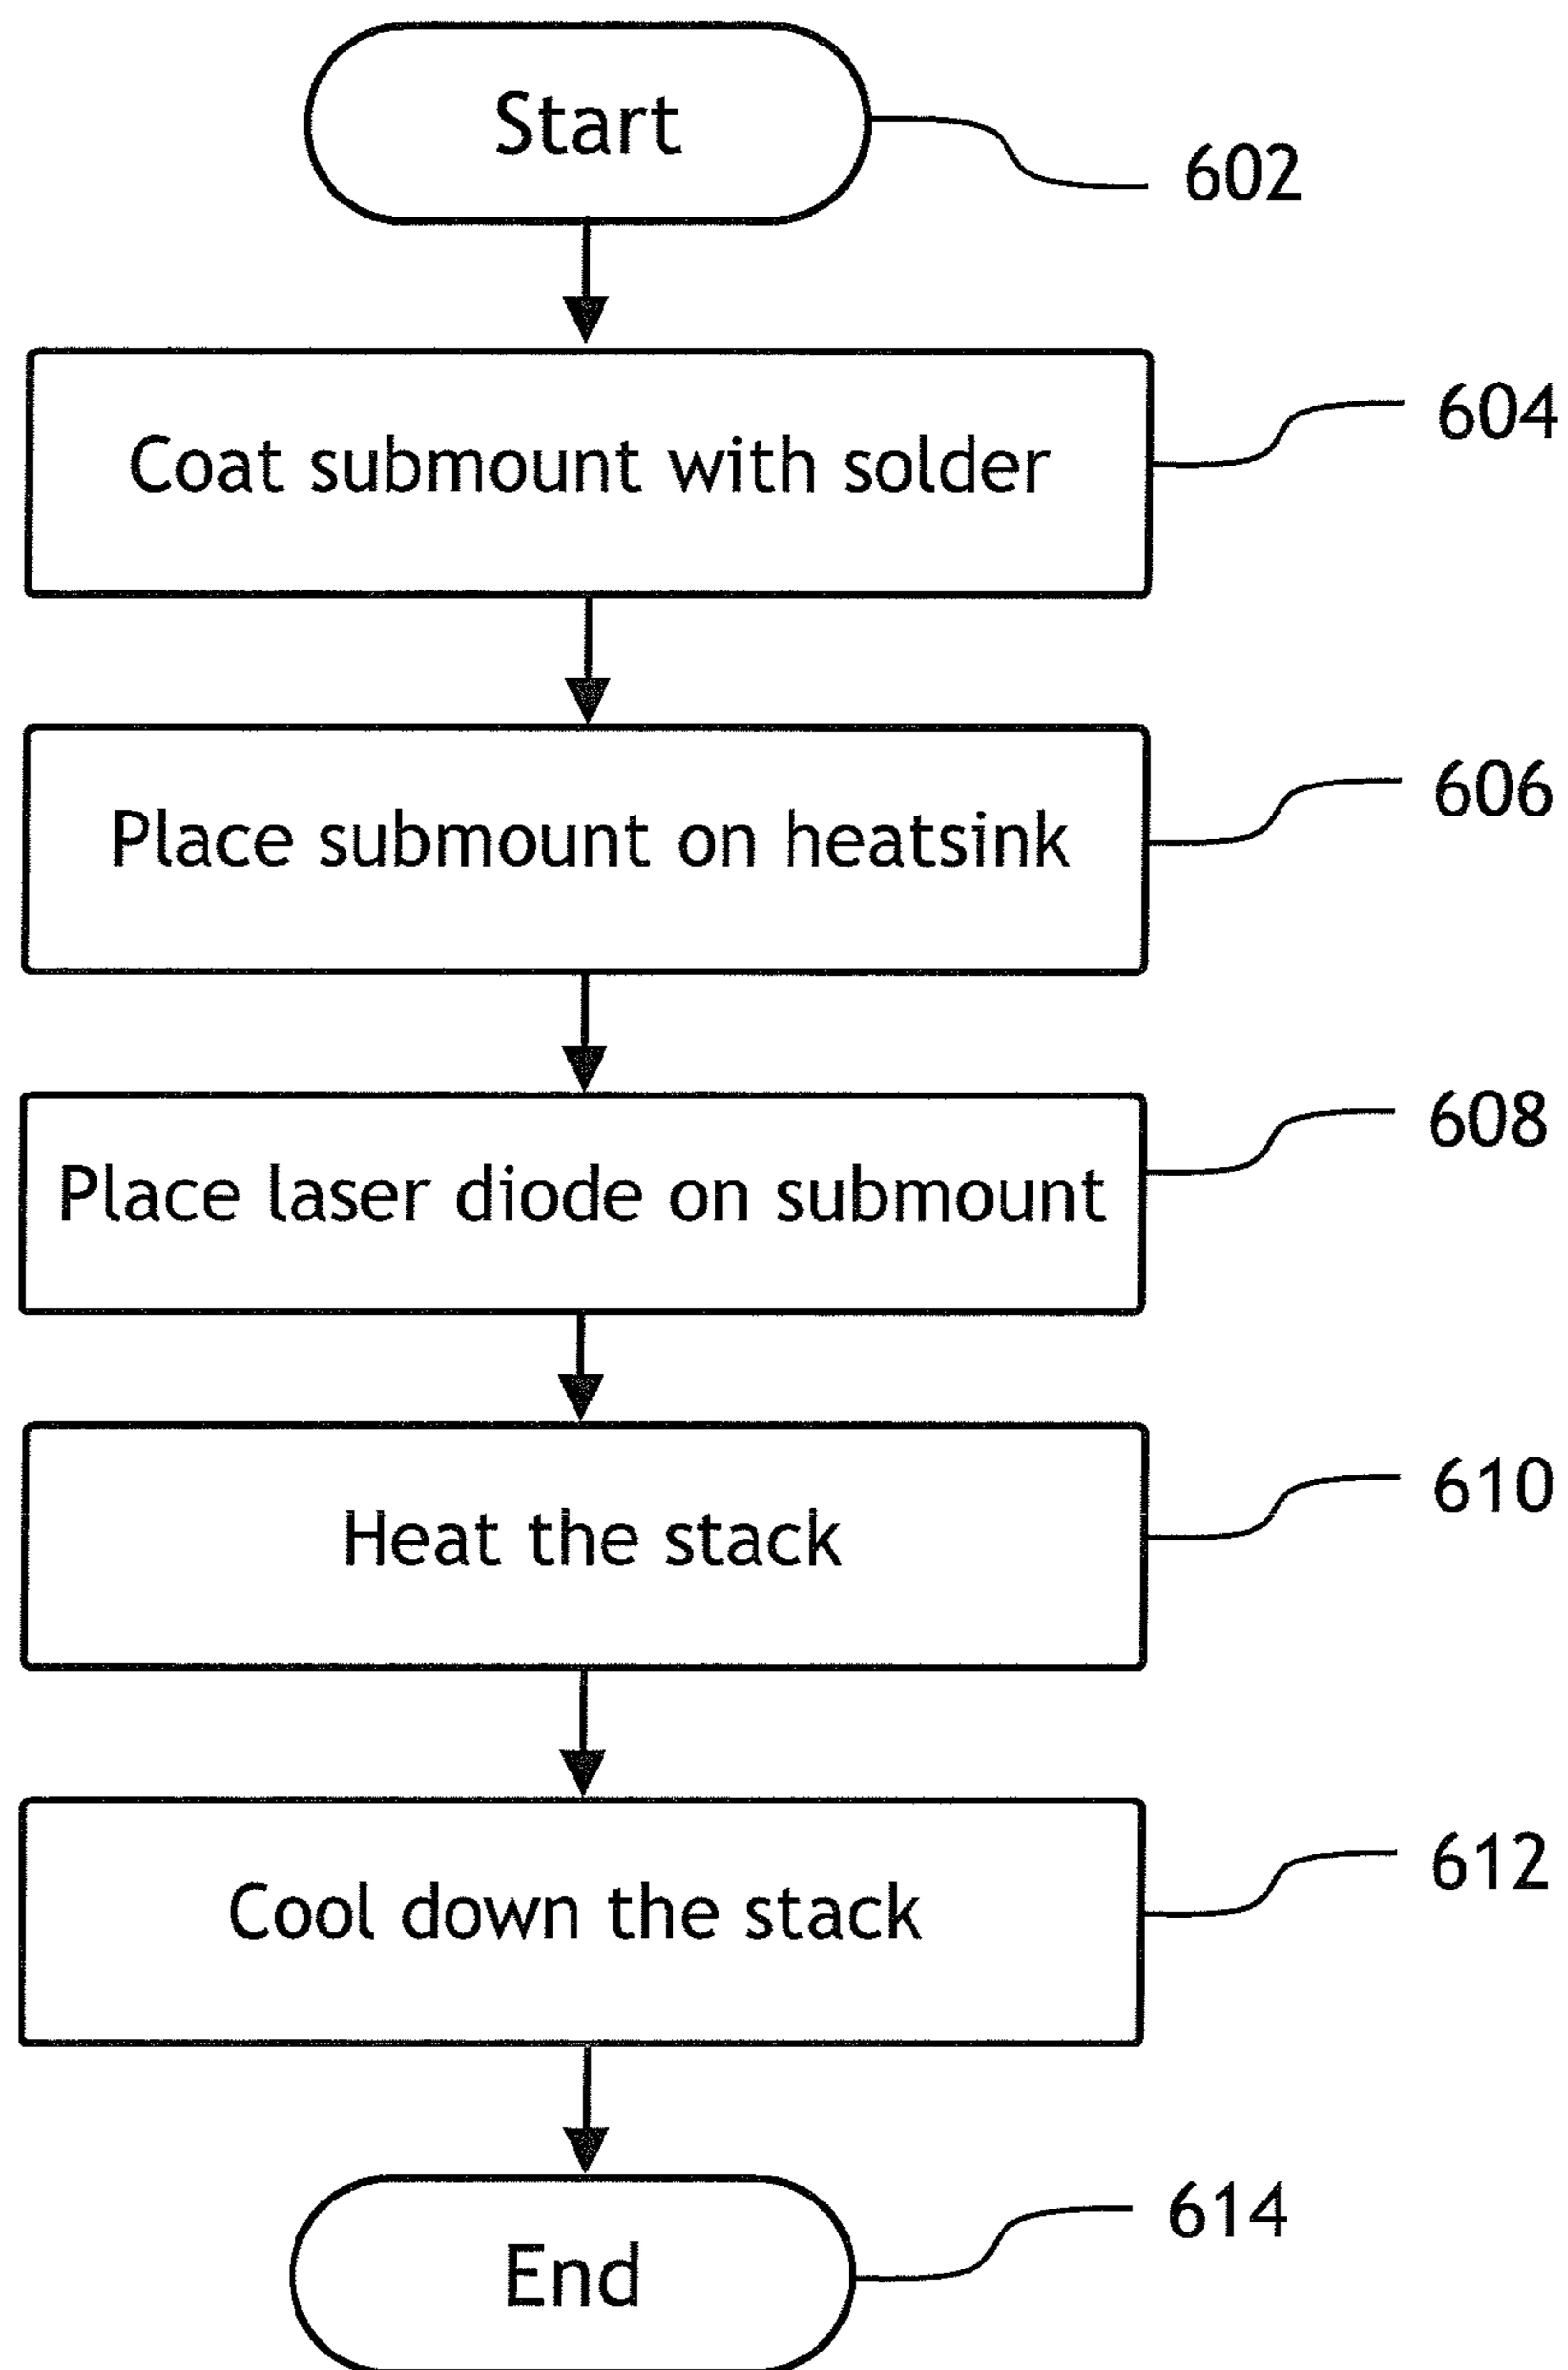 Start
602
Coat submount with solder
604
Place submount on heatsink
606
Place laser diode on submount
608
Heat the stack
610
Cool down the stack
612
End
614